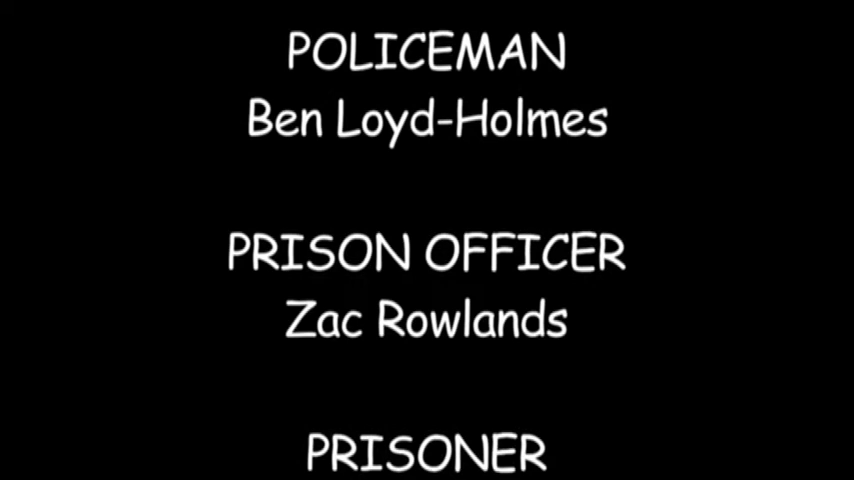 POLICEMAN
Ben Loyd-Holmes
PRISON OFFICER
Zac Rowlands
PRISONER